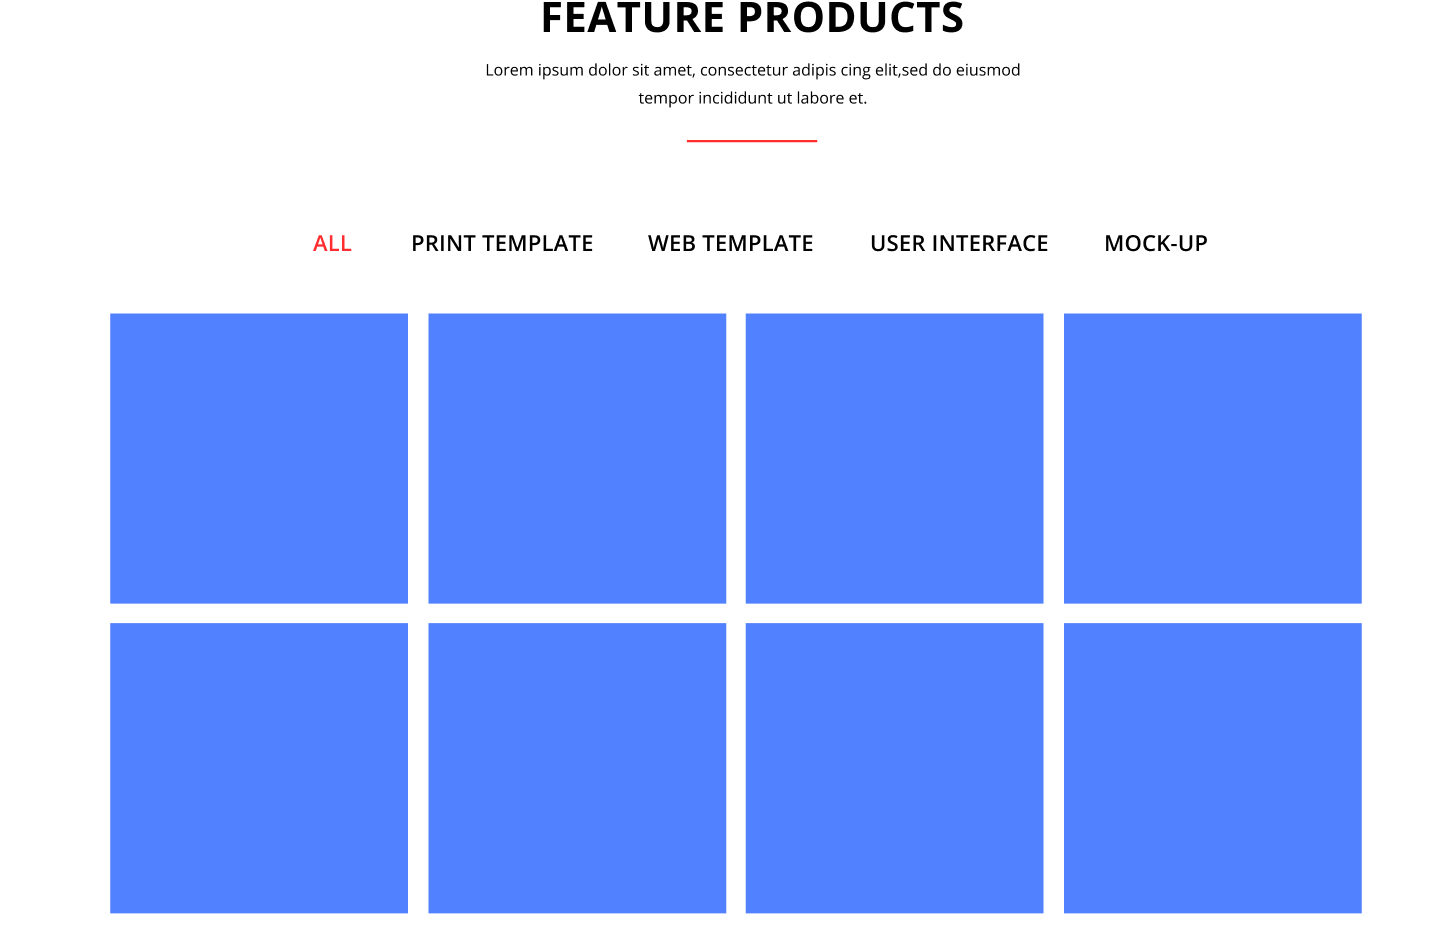 FEATURE PRODUCTS
Lorem ipsum dolor sit amet, consectetur adipis cing elit,sed do eiusmod
tempor incididunt ut labore et.
ALL PRINT TEMPLATE WEB TEMPLATE USER INTERFACE MOCK-UP